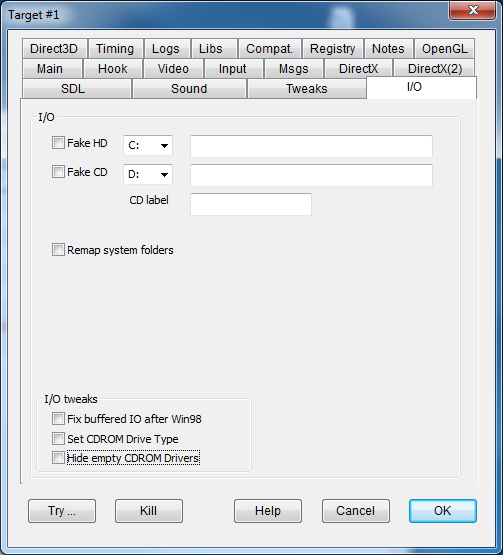 Target #1
Direct3D Timing Logs Libs Compat. Registry Notes OpenGL
Main Hook Video Input Msgs DirectX DirectX(2)
SDL Sound Tweaks I/O
I/O
Fake HD C:
Fake CD D:
CD label
Remap system folders
I/O tweaks
Fix buffered IO after Win98
Set CDROM Drive Type
Hide empty CDROM Drivers
Try ... Kill Help Cancel OK